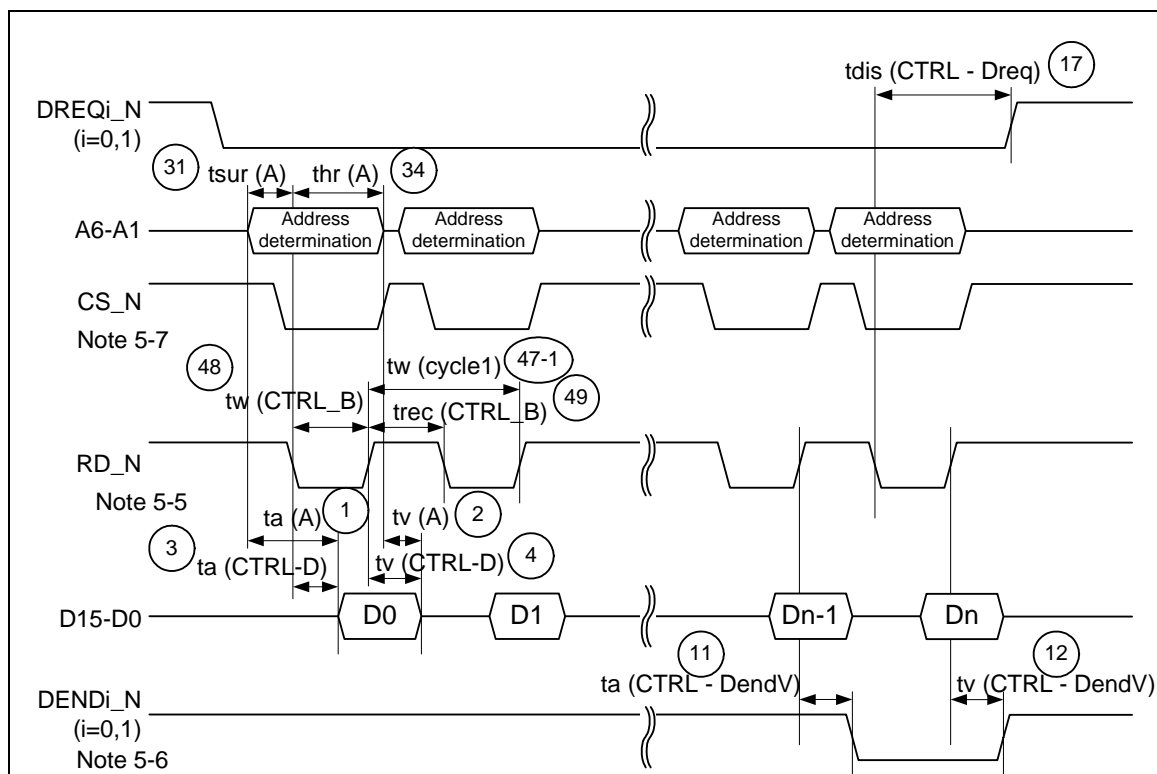 tdis (CTRL - Dreq) 17
DREQi_N
(i=0,1)
31 tsur (A) thr (A) 34
A6-A1
Address determination
Address determination
Address determination
Address determination
CS_N
Note 5-7
48 tw (CTRL_B)
tw (cycle1) 47-1
trec (CTRL_B) 49
RD_N
Note 5-5
ta (A) 1
tv (A) 2
3 ta (CTRL-D)
tv (CTRL-D) 4
D15-D0
D0
D1
Dn-1
Dn
11
ta (CTRL - DendV)
12
tv (CTRL - DendV)
DENDi_N
(i=0,1)
Note 5-6